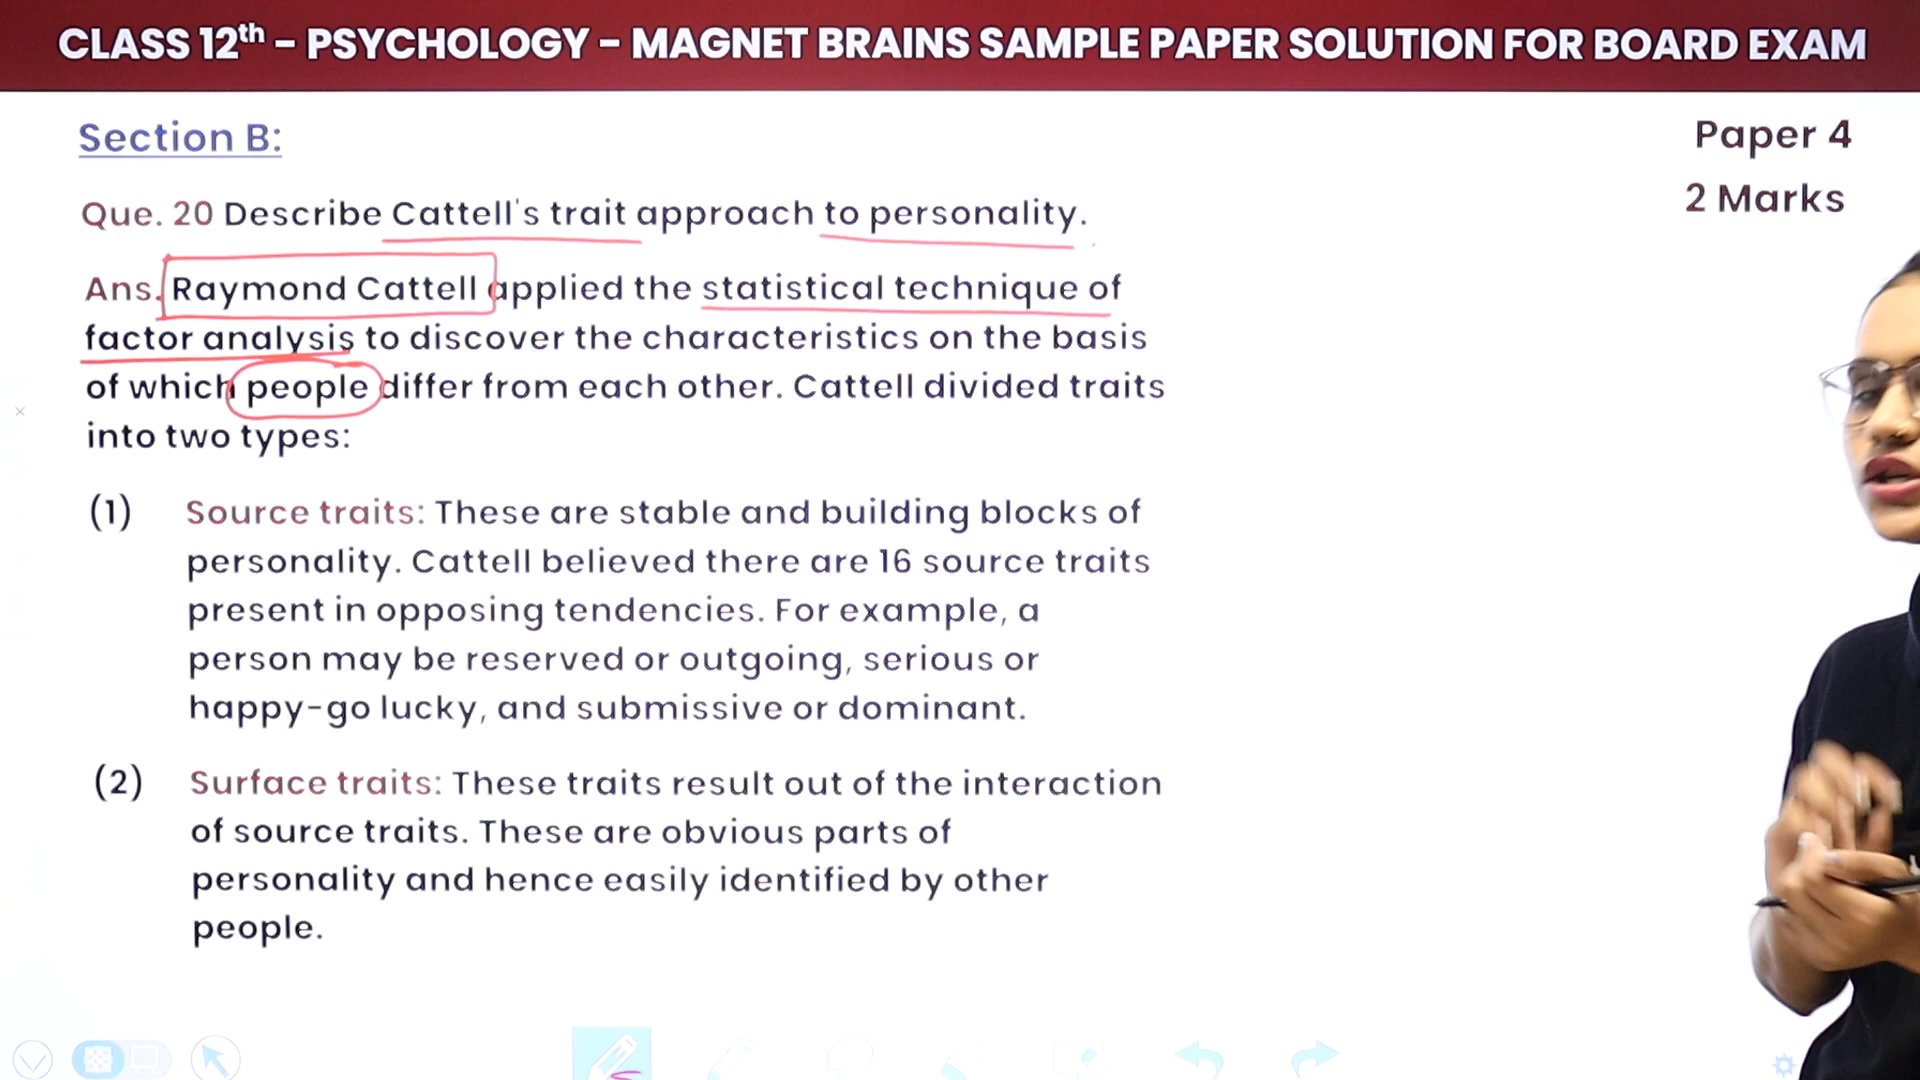 CLASS 12th - PSYCHOLOGY - MAGNET BRAINS SAMPLE PAPER SOLUTION FOR BOARD EXAM
Section B:
Paper 4
2 Marks
Que. 20 Describe Cattell's trait approach to personality.
Ans. Raymond Cattell applied the statistical technique of
factor analysis to discover the characteristics on the basis
of which people differ from each other. Cattell divided traits
into two types:
(1) Source traits: These are stable and building blocks of
personality. Cattell believed there are 16 source traits
present in opposing tendencies. For example, a
person may be reserved or outgoing, serious or
happy-go lucky, and submissive or dominant.
(2) Surface traits: These traits result out of the interaction
of source traits. These are obvious parts of
personality and hence easily identified by other
people.